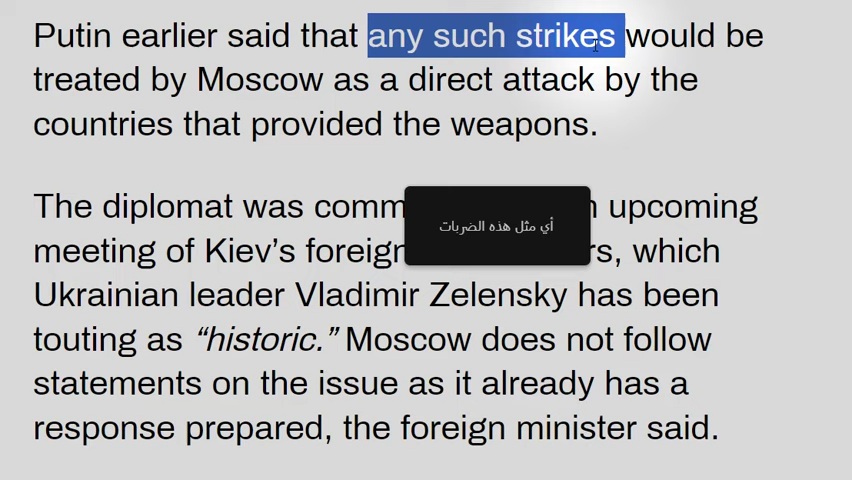 Putin earlier said that any such strikes would be
treated by Moscow as a direct attack by the
countries that provided the weapons.
The diplomat was comm upcoming
meeting of Kiev’s foreign rs, which
أي مثل هذه الضربات
Ukrainian leader Vladimir Zelensky has been
touting as “historic.” Moscow does not follow
statements on the issue as it already has a
response prepared, the foreign minister said.